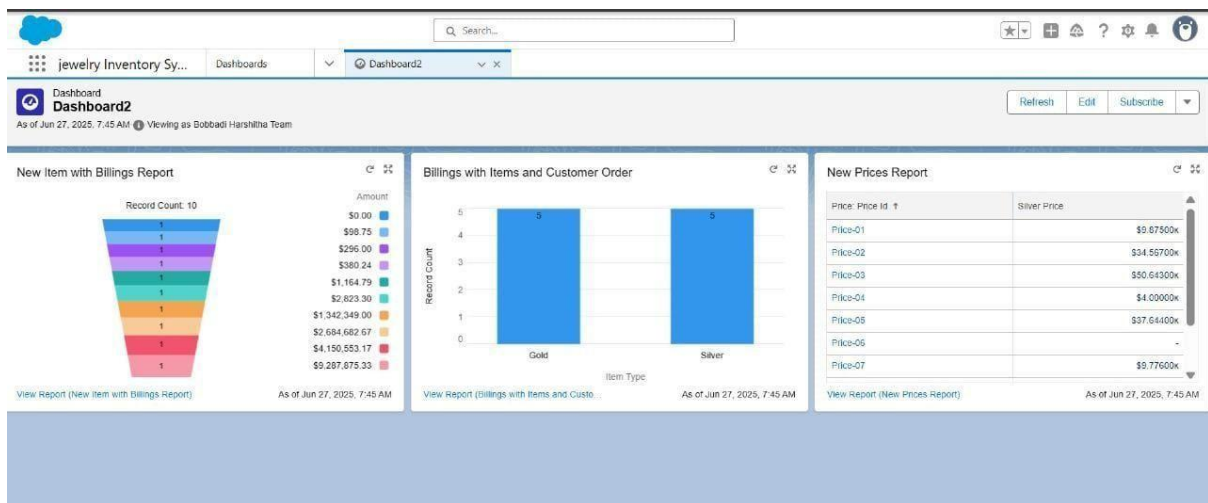 Search...
jewelry Inventory Sy...
Dashboards
Dashboard2
Dashboard
Dashboard2
As of Jun 27, 2025, 7:45 AM Viewing as Bobbadi Harshitha Team
Refresh
Edit
Subscribe
New Item with Billings Report
Record Count: 10
1
1
1
1
1
1
1
1
1
1
Amount
$0.00
$98.75
$296.00
$380.24
$1,164.79
$2,823.30
$1,342,349.00
$2,684,682.67
$4,150,553.17
$9,287,875.33
View Report (New Item with Billings Report)
As of Jun 27, 2025, 7:45 AM
Billings with Items and Customer Order
Record Count
5
4
3
2
1
0
5
5
Gold
Silver
Item Type
View Report (Billings with Items and Custo...
As of Jun 27, 2025, 7:45 AM
New Prices Report
Price: Price Id ↑ Silver Price
Price-01 $9.87500K
Price-02 $34.56700K
Price-03 $50.64300K
Price-04 $4.00000K
Price-05 $37.64400K
Price-06 -
Price-07 $9.77600K
View Report (New Prices Report)
As of Jun 27, 2025, 7:45 AM